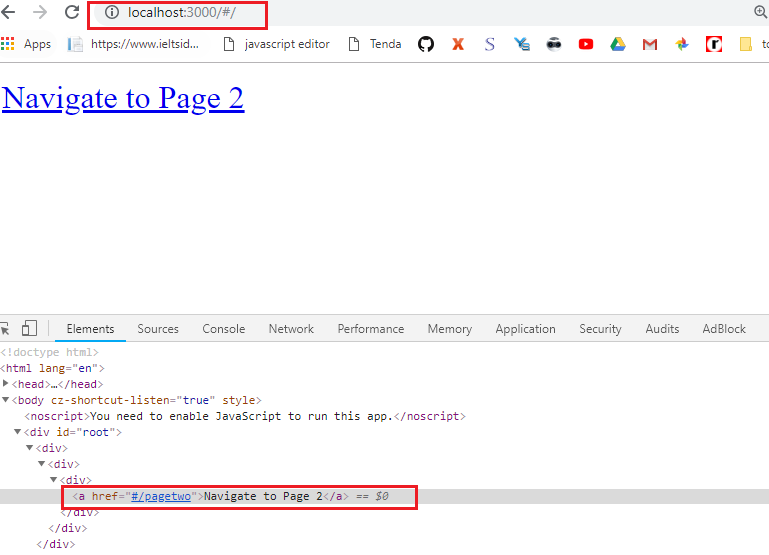 localhost:3000/#/
Apps https://www.ieltsid... javascript editor Tenda S
Navigate to Page 2
Elements Sources Console Network Performance Memory Application Security Audits AdBlock
<!doctype html>
<html lang="en">
<head>…</head>
<body cz-shortcut-listen="true" style>
<noscript>You need to enable JavaScript to run this app.</noscript>
<div id="root">
<div>
<div>
<div>
<a href="#/pagetwo">Navigate to Page 2</a> == $0
</div>
</div>
</div>